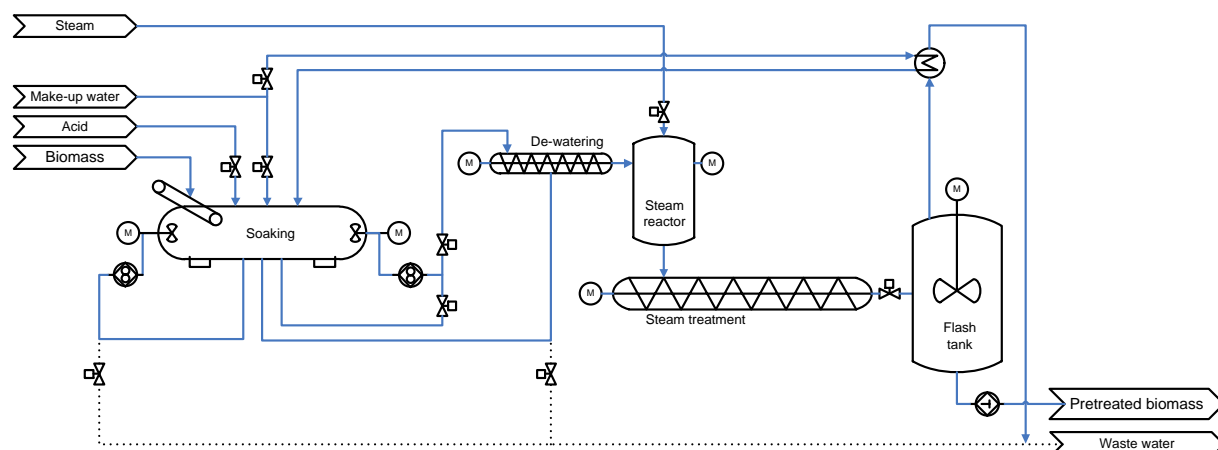 Steam
Make-up water
Acid
Biomass
De-watering
M
M
Steam
reactor
M
M
Soaking
M
M
Steam treatment
M
Flash
tank
Pretreated biomass
Waste water